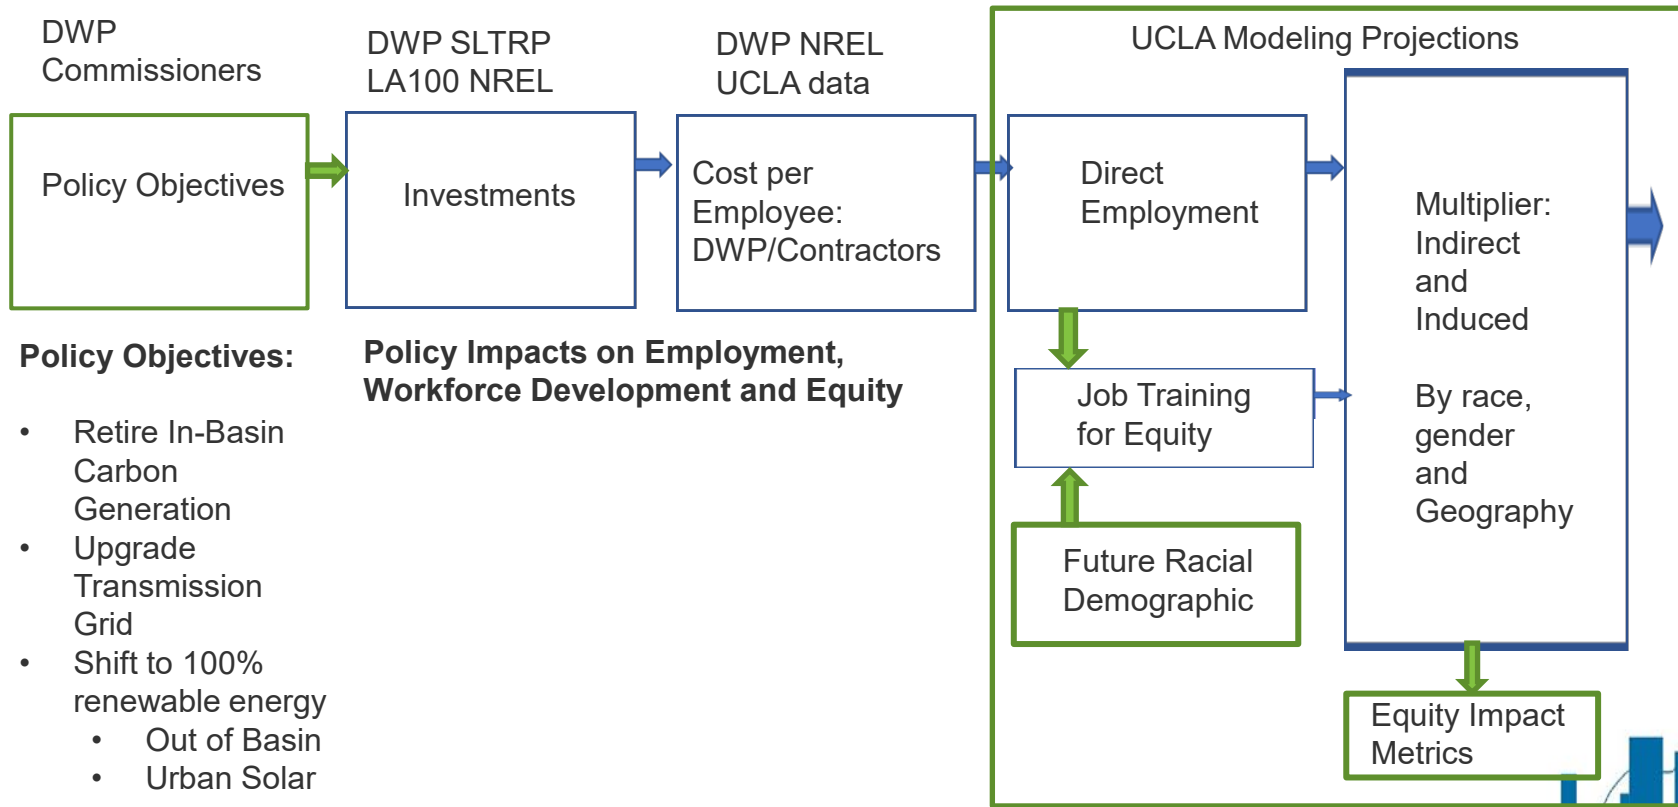 DWP
Commissioners
DWP SLTRP
LA100 NREL
DWP NREL
UCLA data
UCLA Modeling Projections
Policy Objectives
Investments
Cost per
Employee:
DWP/Contractors
Direct
Employment
Multiplier:
Indirect
and
Induced
By race,
gender
and
Geography
Job Training
for Equity
Future Racial
Demographic
Equity Impact
Metrics
Policy Impacts on Employment,
Workforce Development and Equity
Policy Objectives:
• Retire In-Basin
Carbon
Generation
• Upgrade
Transmission
Grid
• Shift to 100%
renewable energy
• Out of Basin
• Urban Solar